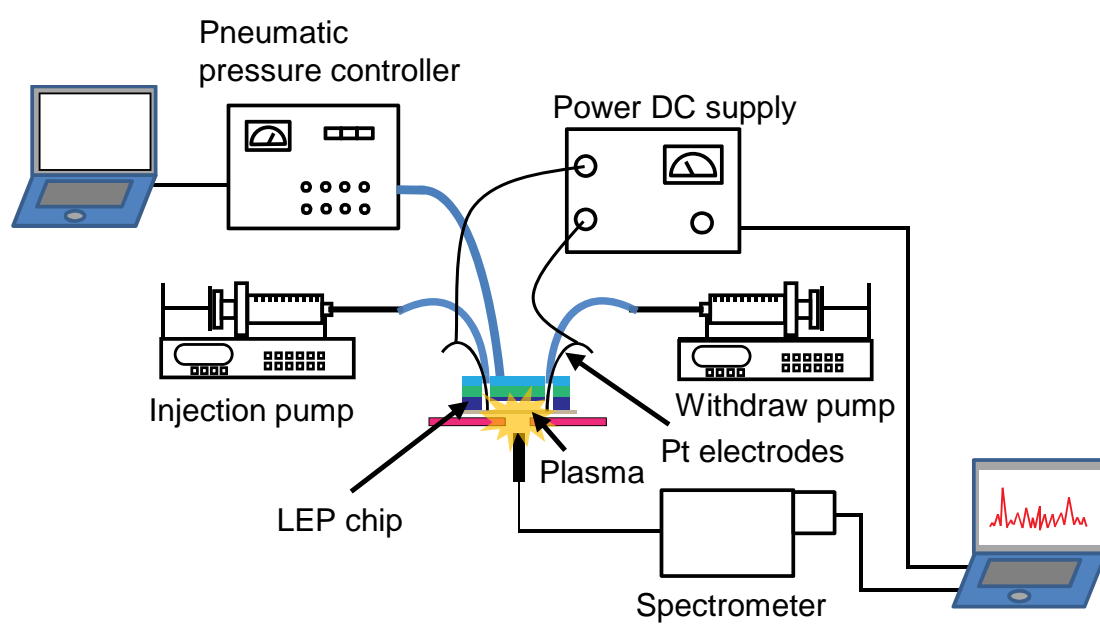 Pneumatic
pressure controller
Power DC supply
Injection pump
Withdraw pump
Pt electrodes
Plasma
LEP chip
Spectrometer